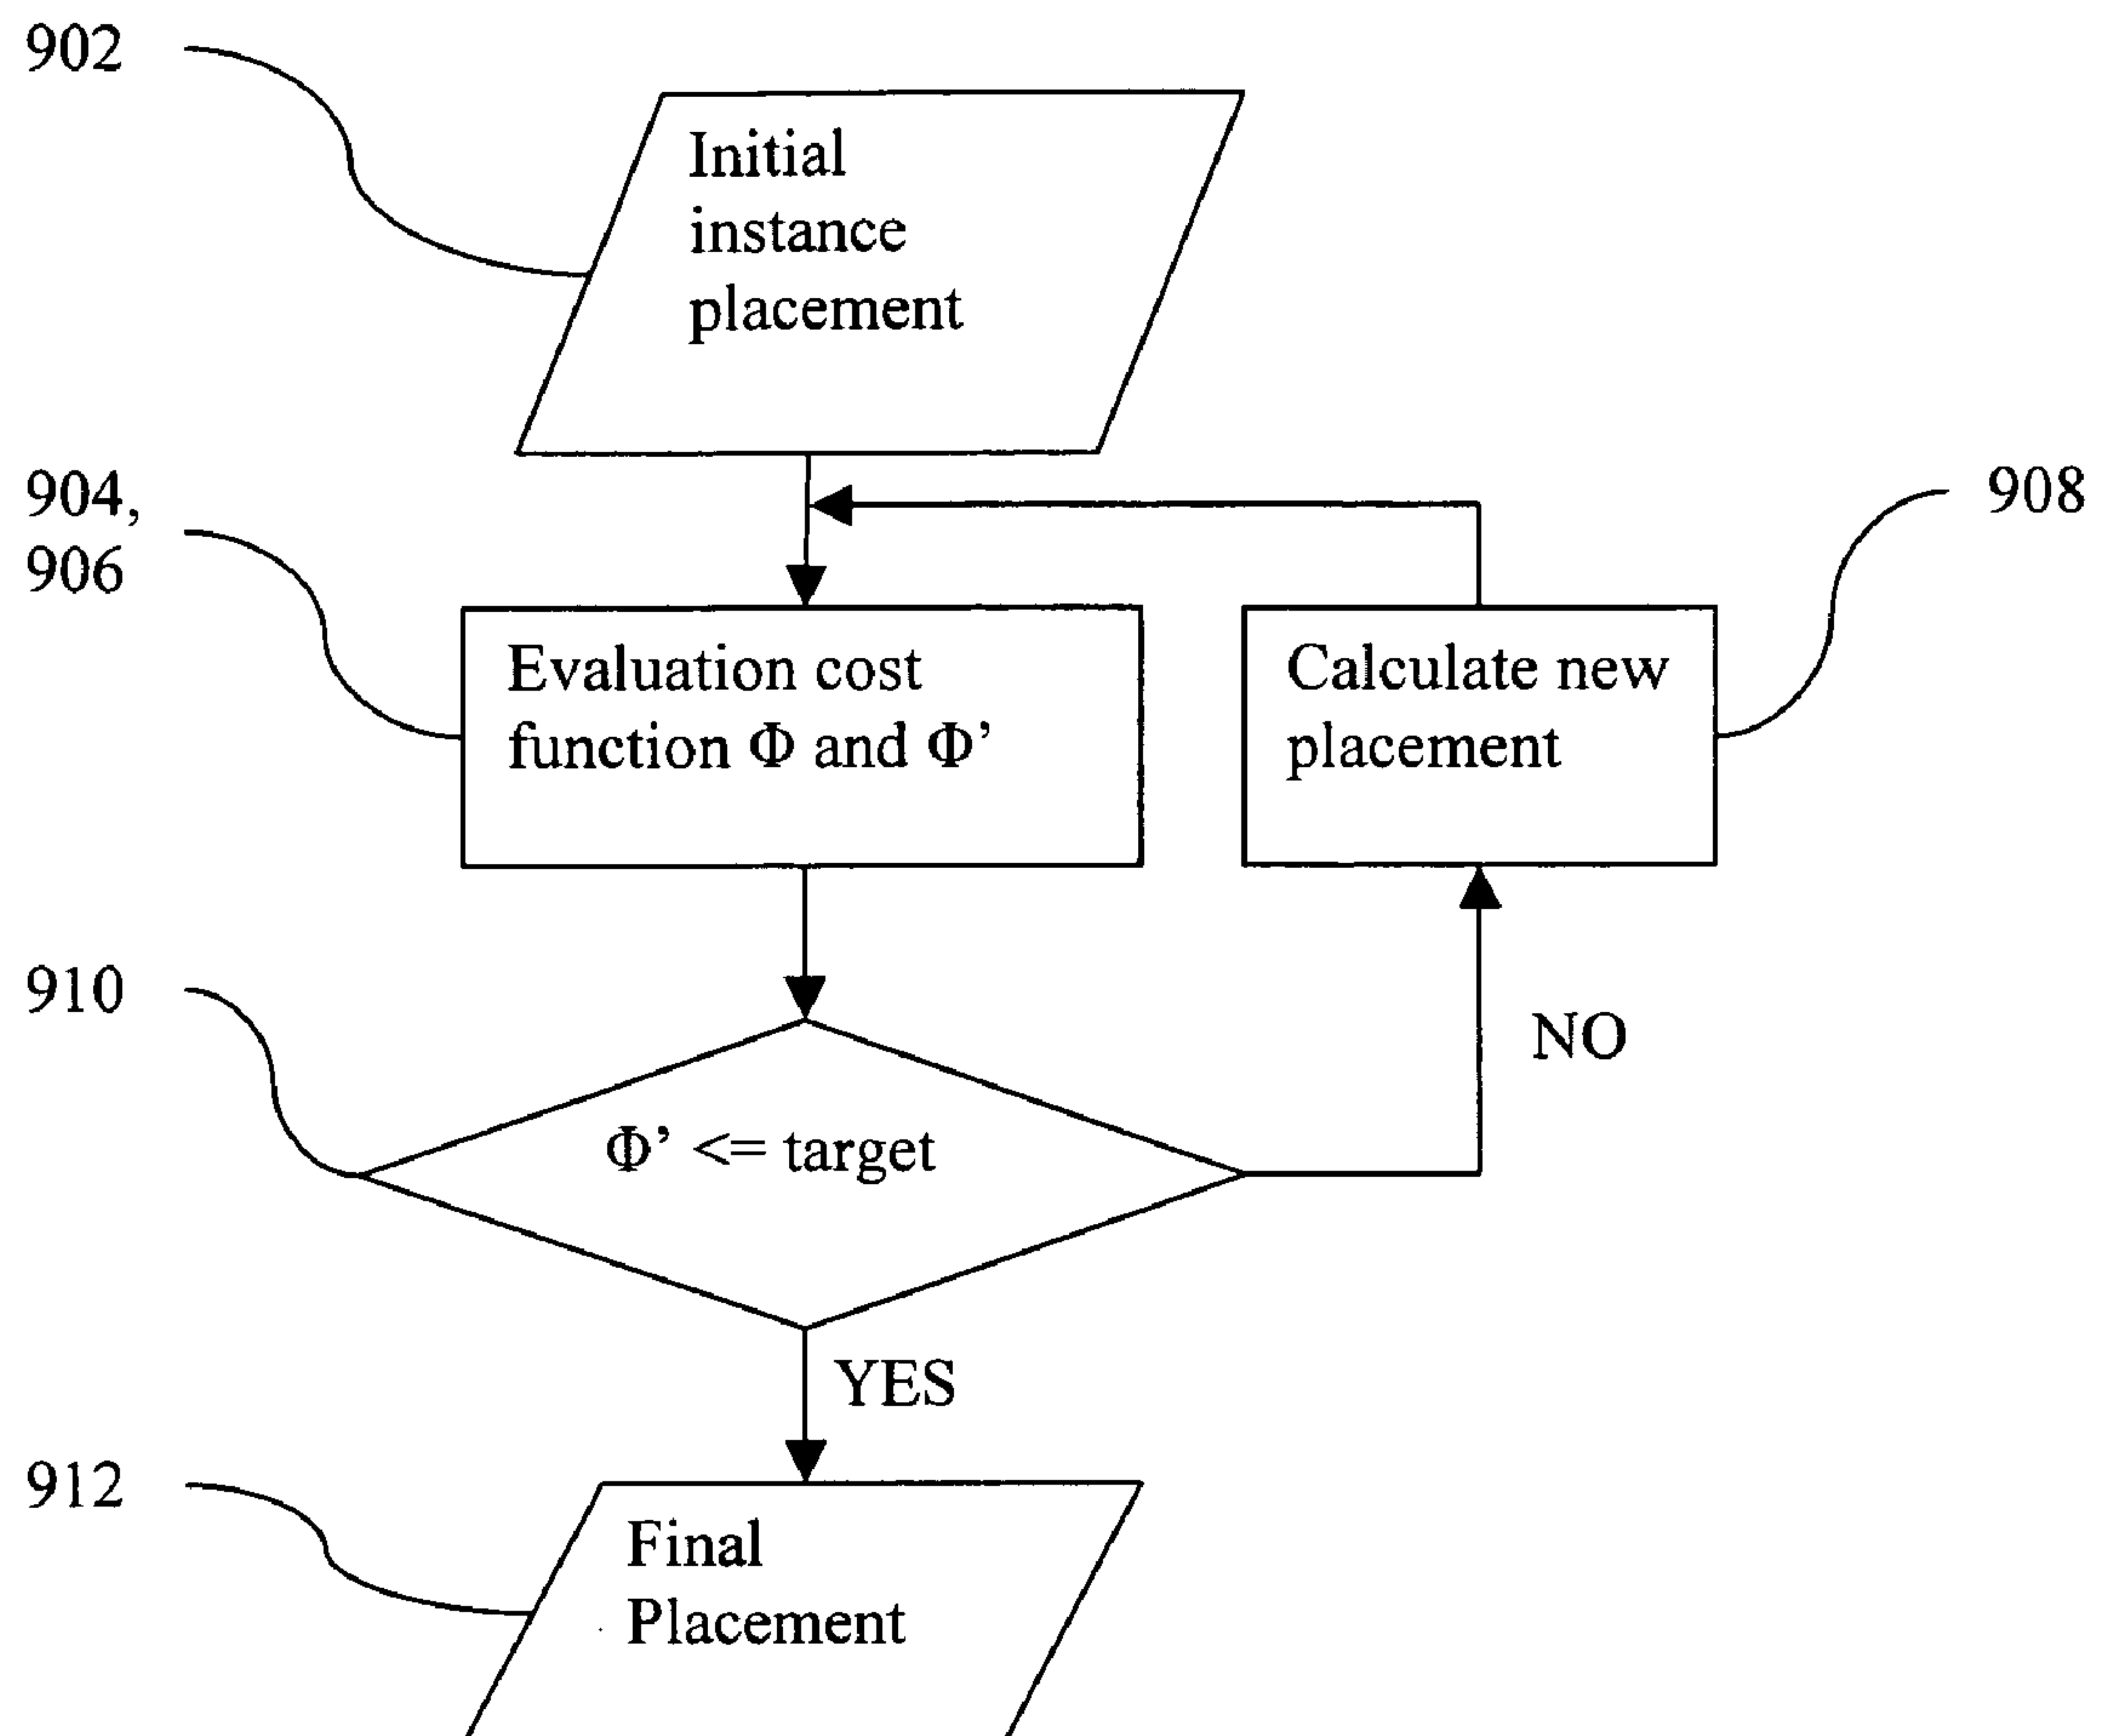 902
Initial
instance
placement
904,
906
908
Evaluation cost
function Φ and Φ’
Calculate new
placement
910
NO
Φ’ <= target
YES
912
Final
Placement